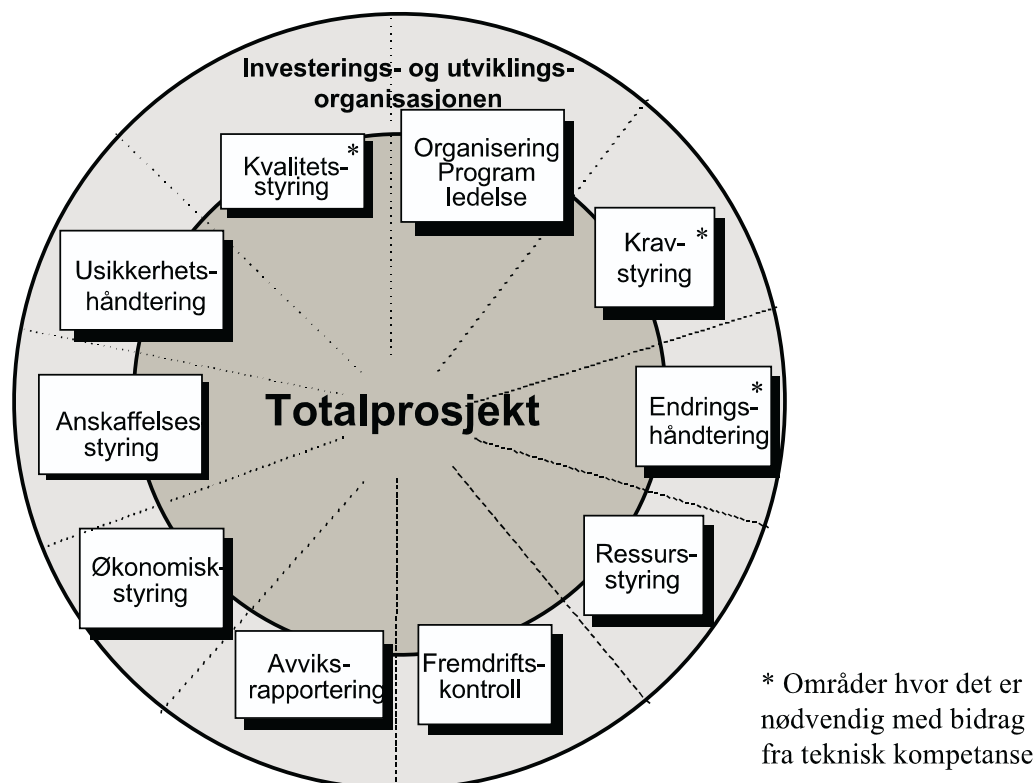 Investerings- og utviklings-
organisasjonen
Kvalitets- *
styring
Organisering
Program
ledelse
Krav- *
styring
Usikkerhets-
håndtering
Endrings- *
håndtering
Anskaffelses
styring
Totalprosjekt
Ressurs-
styring
Økonomisk-
styring
Avviks-
rapportering
Fremdrifts-
kontroll
* Områder hvor det er
nødvendig med bidrag
fra teknisk kompetanse